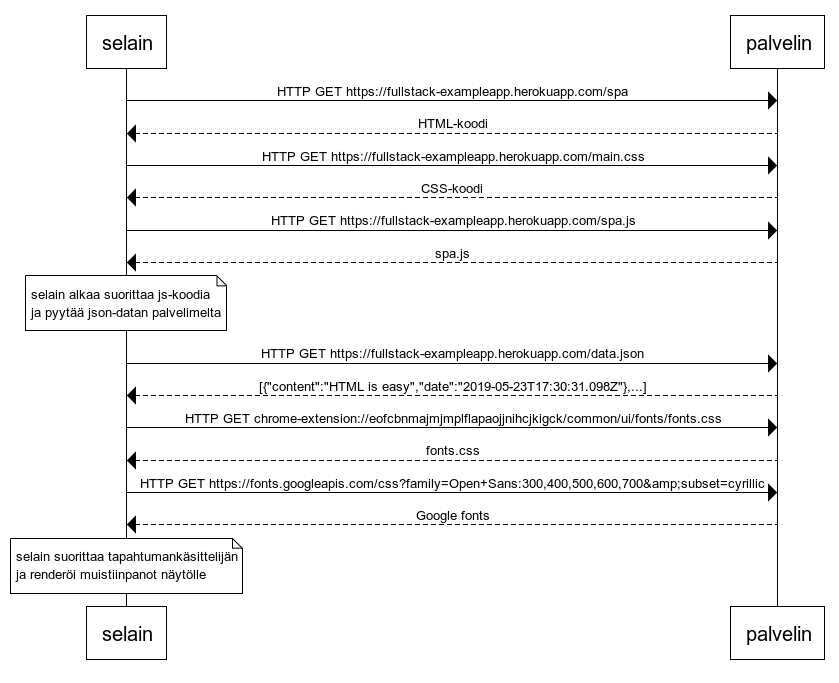 selain palvelin
HTTP GET https://fullstack-exampleapp.herokuapp.com/spa
HTML-koodi
HTTP GET https://fullstack-exampleapp.herokuapp.com/main.css
CSS-koodi
HTTP GET https://fullstack-exampleapp.herokuapp.com/spa.js
spa.js
selain alkaa suorittaa js-koodia
ja pyytää json-datan palvelimelta
HTTP GET https://fullstack-exampleapp.herokuapp.com/data.json
[{"content":"HTML is easy","date":"2019-05-23T17:30:31.098Z"},...]
HTTP GET chrome-extension://eofcbnmajmjmplflapaojjnihcjkigck/common/ui/fonts/fonts.css
fonts.css
HTTP GET https://fonts.googleapis.com/css?family=Open+Sans:300,400,500,600,700&amp;subset=cyrillic
Google fonts
selain suorittaa tapahtumankäsittelijän
ja renderöi muistiinpanot näytölle
selain palvelin